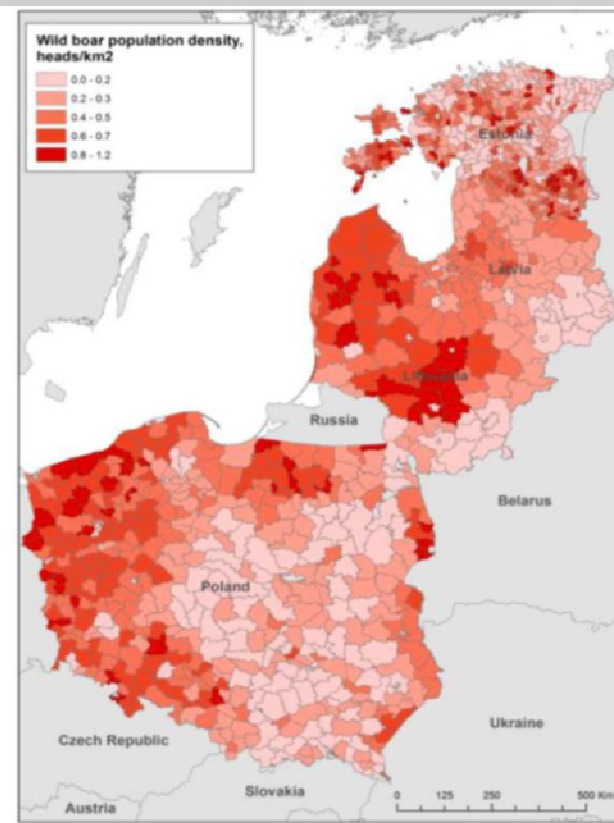 Wild boar population density,
heads/km2
0.0 - 0.2
0.2 - 0.3
0.4 - 0.5
0.6 - 0.7
0.8 - 1.2
Estonia
Latvia
Lithuania
Russia
Belarus
Poland
Ukraine
Czech Republic
Slovakia
Austria
0 125 250 500 Km